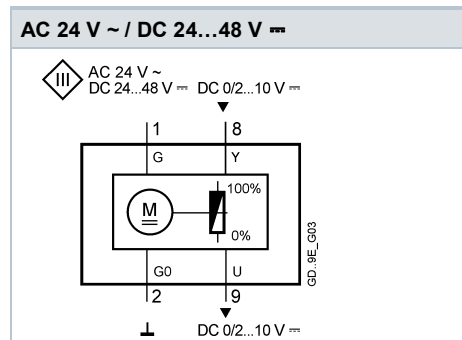 AC 24 V ~ / DC 24...48 V ⎓
III
AC 24 V ~
DC 24...48 V ⎓ DC 0/2...10 V ⎓
1 8
G Y
100%
M
0%
G0 U
2 9
DC 0/2...10 V ⎓
GD..9E_G03